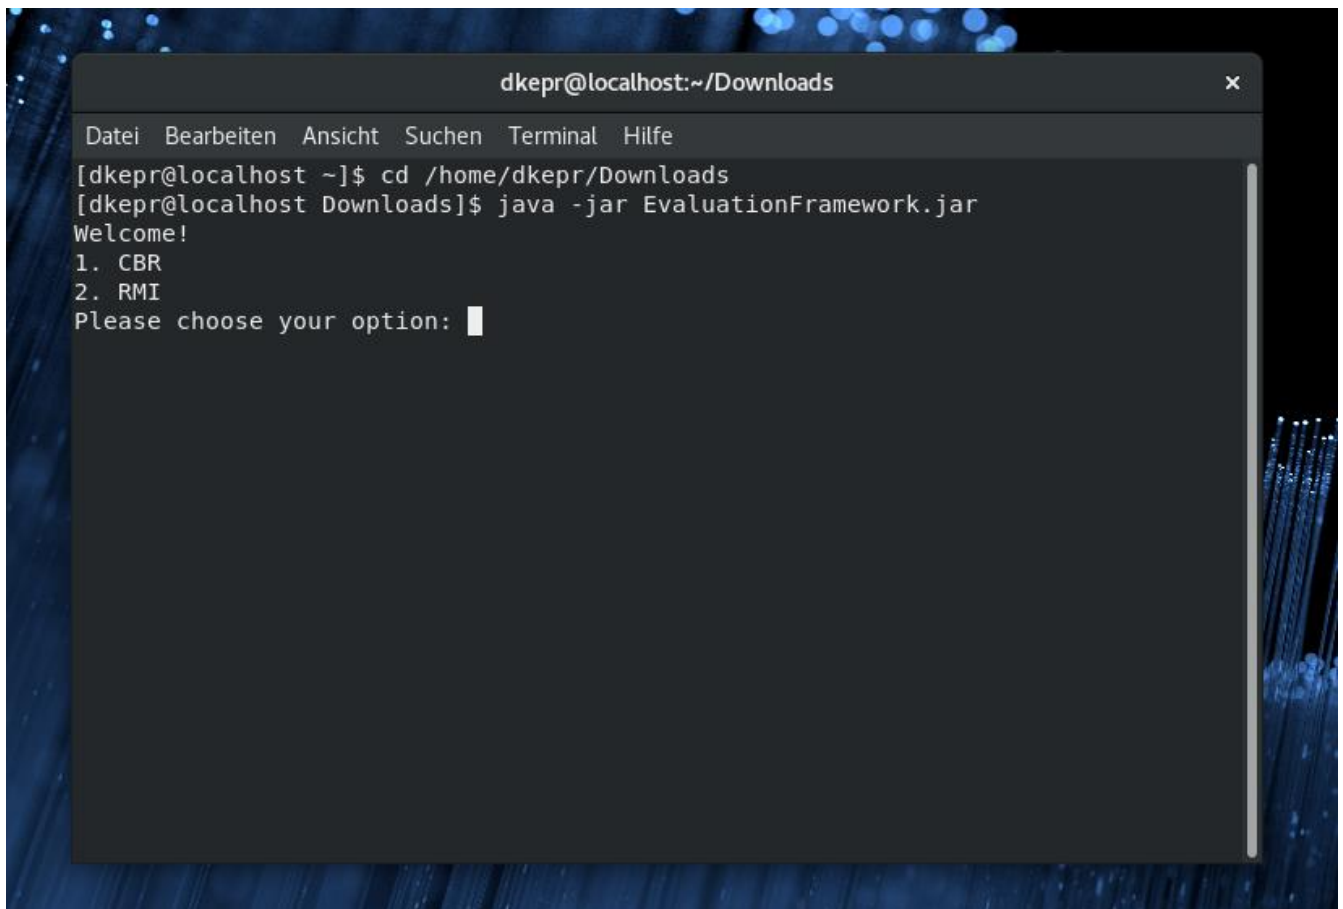 dkepr@localhost:~/Downloads ×
Datei Bearbeiten Ansicht Suchen Terminal Hilfe
[dkepr@localhost ~]$ cd /home/dkepr/Downloads
[dkepr@localhost Downloads]$ java -jar EvaluationFramework.jar
Welcome!
1. CBR
2. RMI
Please choose your option: